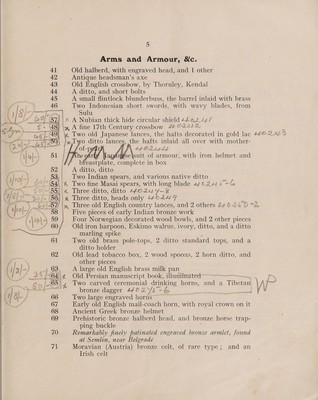 5
Arms and Armour, &c.
41 Old halberd, with engraved head, and 1 other
42 Antique headsman's axe
43 Old English crossbow, by Thornley, Kendal
44 A ditto, and short bolts
45 A small flintlock blunderbuss, the barrel inlaid with brass
46 Two Indonesian short swords, with wavy blades, from
Sulu
47 A Nubian thick hide circular shield
48 A fine 17th Century crossbow
49 Two old Japanese lances, the hafts decorated in gold lac
50 Two ditto lances, the hafts inlaid all over with mother-
of-pearl
51 suit of armour, with iron helmet and
breastplate, complete in box
52 A ditto, ditto
53 Two Indian spears, and various native ditto
54 Two fine Masai spears, with long blade
55 Three ditto, ditto
56 Three ditto, heads only
57 Three old English country lances, and 2 others
58 Five pieces of early Indian bronze work
59 Four Norwegian decorated wood bowls, and 2 other pieces
60 Old iron harpoon, Eskimo walrus, ivory, ditto, and a ditto
marling spike
61 Two old brass pole-tops, 2 ditto standard tops, and a
ditto holder
62 Old lead tobacco box, 2 wood spoons, 2 horn ditto, and
other pieces
63 A large old English brass milk pan
64 Old Persian manuscript book, illuminated
65 Two carved ceremonial drinking horns, and a Tibetan
bronze dagger
66 Two large engraved horns
67 Early old English mail-coach horn, with royal crown on it
68 Ancient Greek bronze helmet
69 Prehistoric bronze halberd head, and bronze horse trap-
ping buckle
70 Remarkably finely patinated engraved bronze armlet, found
at Semlin, near Belgrade
71 Moravian (Austria) bronze celt, of rare type ; and an
Irish celt